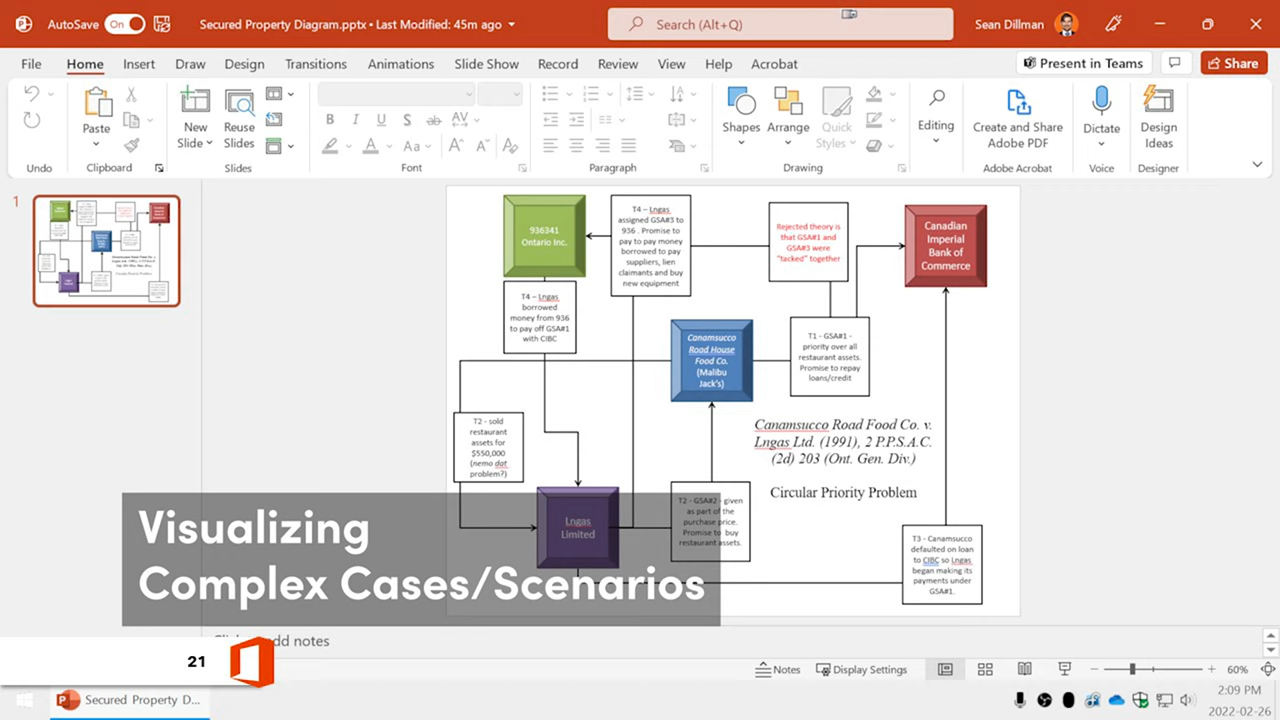 AutoSave On Secured Property Diagram.pptx • Last Modified: 45m ago Search (Alt+Q) Sean Dillman
File Home Insert Draw Design Transitions Animations Slide Show Record Review View Help Acrobat Present in Teams Share
Paste
New
Slide
Reuse
Slides
Shapes
Arrange
Quick
Styles
Editing
Create and Share
Adobe PDF
Dictate
Design
Ideas
Undo Clipboard Slides Font Paragraph Drawing Adobe Acrobat Voice Designer
1
936341
Ontario Inc.
T4 – Lngas
assigned GSA#3 to
936 . Promise to
pay to pay money
borrowed to pay
suppliers, lien
claimants and buy
new equipment
Rejected theory is
that GSA#1 and
GSA#3 were
"tacked" together
Canadian
Imperial
Bank of
Commerce
T4 – Lngas
borrowed
money from 936
to pay off GSA#1
with CIBC
Canamsucco
Road House
Food Co.
(Malibu
Jack's)
T1 - GSA#1 -
priority over all
restaurant assets.
Promise to repay
loans/credit
T2 - sold
restaurant
assets for
$550,000
(nemo dat
problem?)
Canamsucco Road Food Co. v.
Lngas Ltd. (1991), 2 P.P.S.A.C.
(2d) 203 (Ont. Gen. Div.)
Circular Priority Problem
Lngas
Limited
T2 - GSA#2 - given
as part of the
purchase price.
Promise to buy
restaurant assets.
T3 - Canamsucco
defaulted on loan
to CIBC so Lngas
began making its
payments under
GSA#1.
Visualizing
Complex Cases/Scenarios
add notes
21
Notes Display Settings 60%
Secured Property D...
2:09 PM
2022-02-26